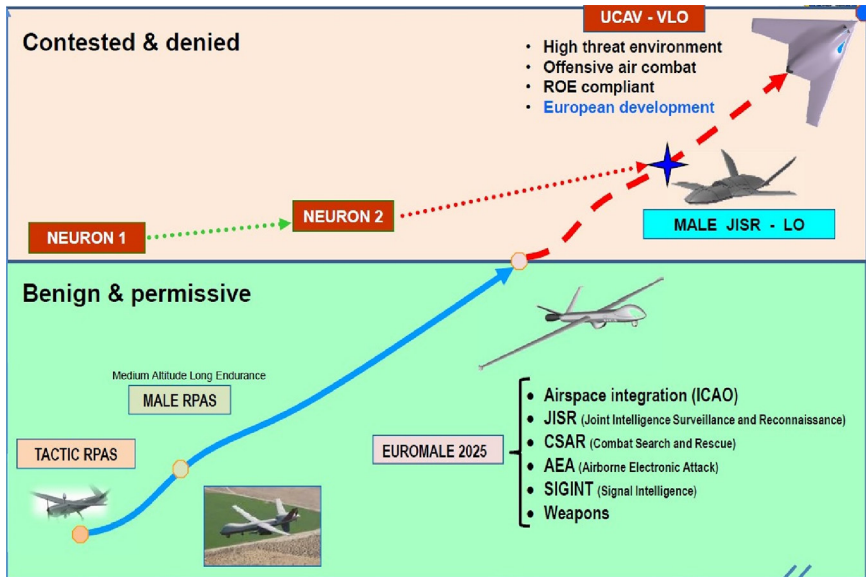 Contested & denied
UCAV - VLO
• High threat environment
• Offensive air combat
• ROE compliant
• European development
NEURON 1
NEURON 2
MALE JISR - LO
Benign & permissive
Medium Altitude Long Endurance
MALE RPAS
TACTIC RPAS
EUROMALE 2025
• Airspace integration (ICAO)
• JISR (Joint Intelligence Surveillance and Reconnaissance)
• CSAR (Combat Search and Rescue)
• AEA (Airborne Electronic Attack)
• SIGINT (Signal Intelligence)
• Weapons